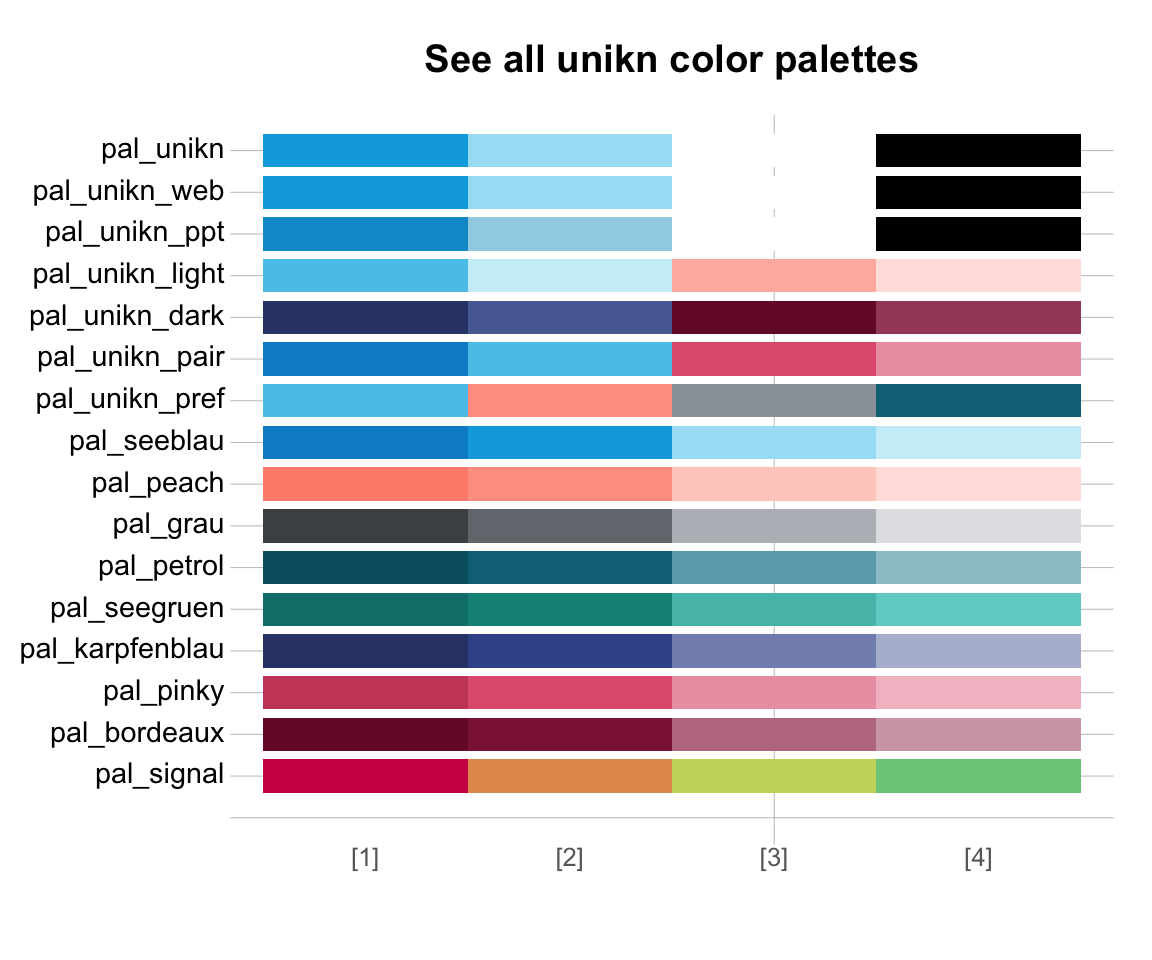 See all unikn color palettes
pal_unikn
pal_unikn_web
pal_unikn_ppt
pal_unikn_light
pal_unikn_dark
pal_unikn_pair
pal_unikn_pref
pal_seeblau
pal_peach
pal_grau
pal_petrol
pal_seegruen
pal_karpfenblau
pal_pinky
pal_bordeaux
pal_signal
[1] [2] [3] [4]